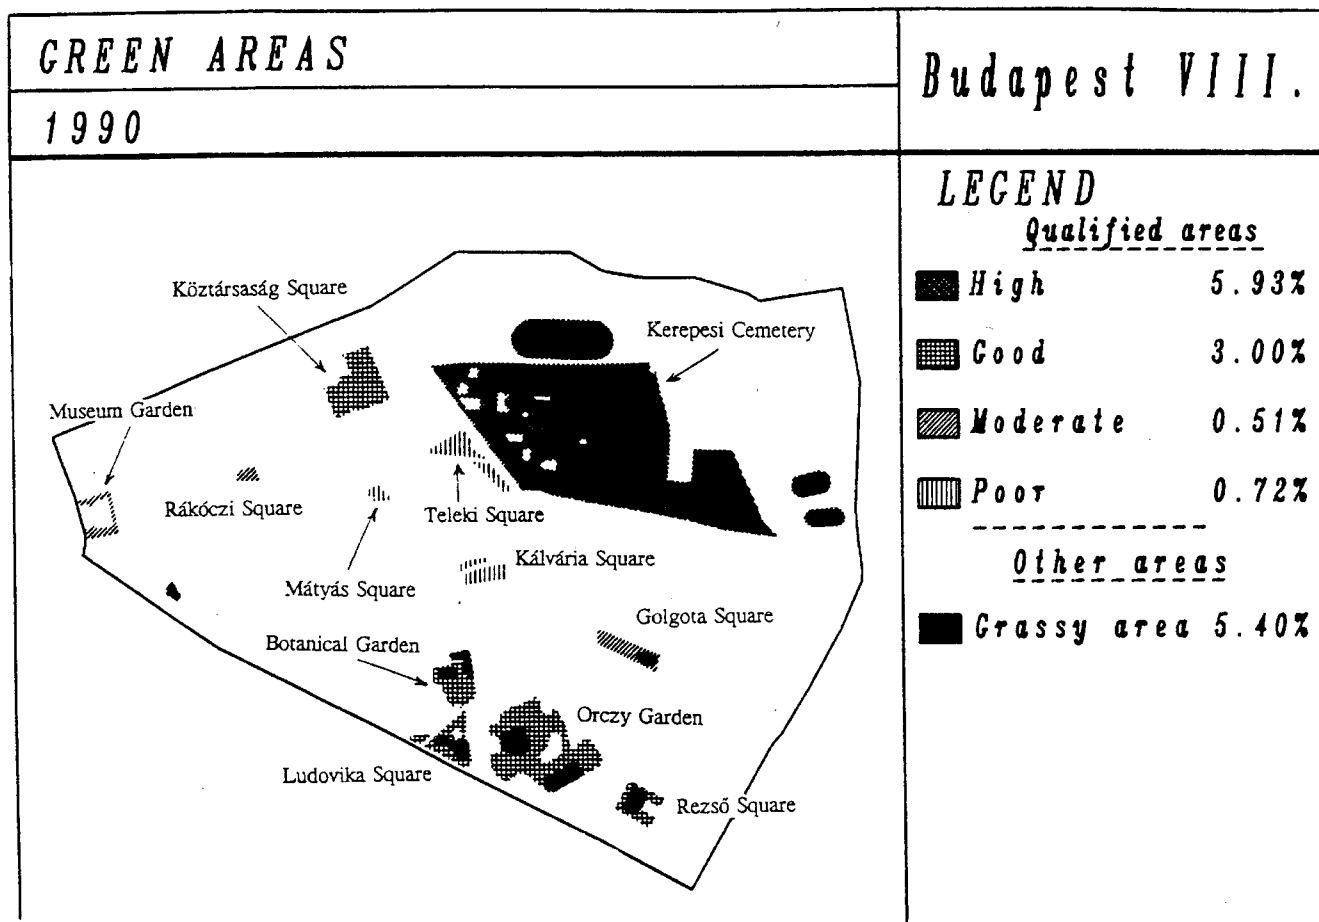 GREEN AREAS
1990
Budapest VIII.
LEGEND
Qualified areas
High 5.93%
Good 3.00%
Moderate 0.51%
Poor 0.72%
Other areas
Grassy area 5.40%
Köztársaság Square
Kerepesi Cemetery
Museum Garden
Rákóczi Square
Teleki Square
Mátyás Square
Kálvária Square
Golgota Square
Botanical Garden
Orczy Garden
Ludovika Square
Rezső Square